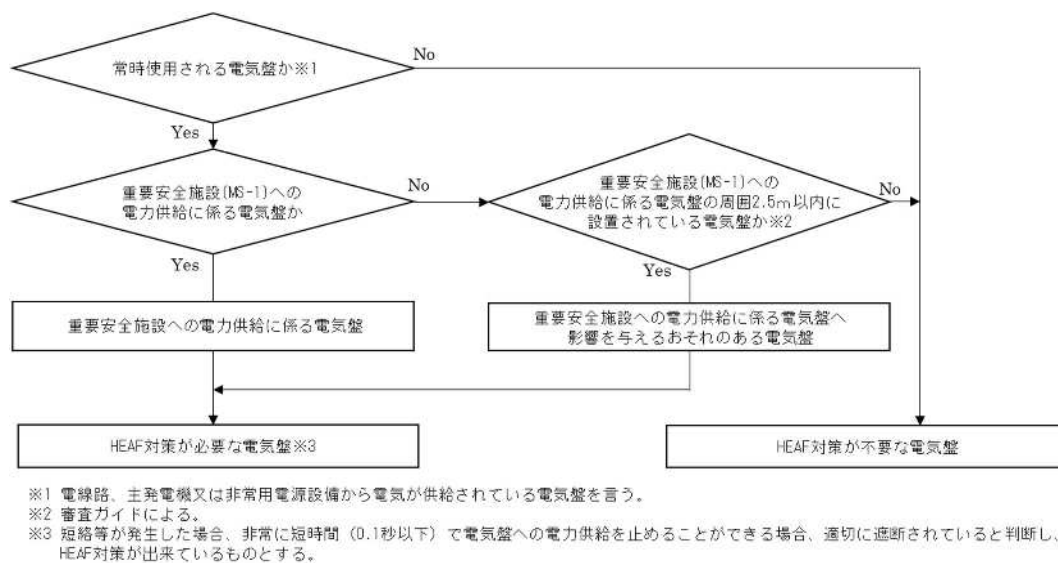 常時使用される電気盤か※1
No
Yes
重要安全施設(MS-1)への
電力供給に係る電気盤か
No
重要安全施設(MS-1)への
電力供給に係る電気盤の周囲2.5m以内に
設置されている電気盤か※2
No
Yes
Yes
重要安全施設への電力供給に係る電気盤
重要安全施設への電力供給に係る電気盤へ
影響を与えるおそれのある電気盤
HEAF対策が必要な電気盤※3
HEAF対策が不要な電気盤
※1 電線路、主発電機又は非常用電源設備から電気が供給されている電気盤を言う。
※2 審査ガイドによる。
※3 短絡等が発生した場合、非常に短時間（0.1秒以下）で電気盤への電力供給を止めることができる場合、適切に遮断されていると判断し、
HEAF対策が出来ているものとする。